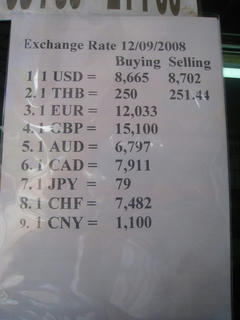 Exchange Rate 12/09/2008
Buying Selling
1. 1 USD = 8,665 8,702
2. 1 THB = 250 251.44
3. 1 EUR = 12,033
4. 1 GBP = 15,100
5. 1 AUD = 6,797
6. 1 CAD = 7,911
7. 1 JPY = 79
8. 1 CHF = 7,482
9. 1 CNY = 1,100